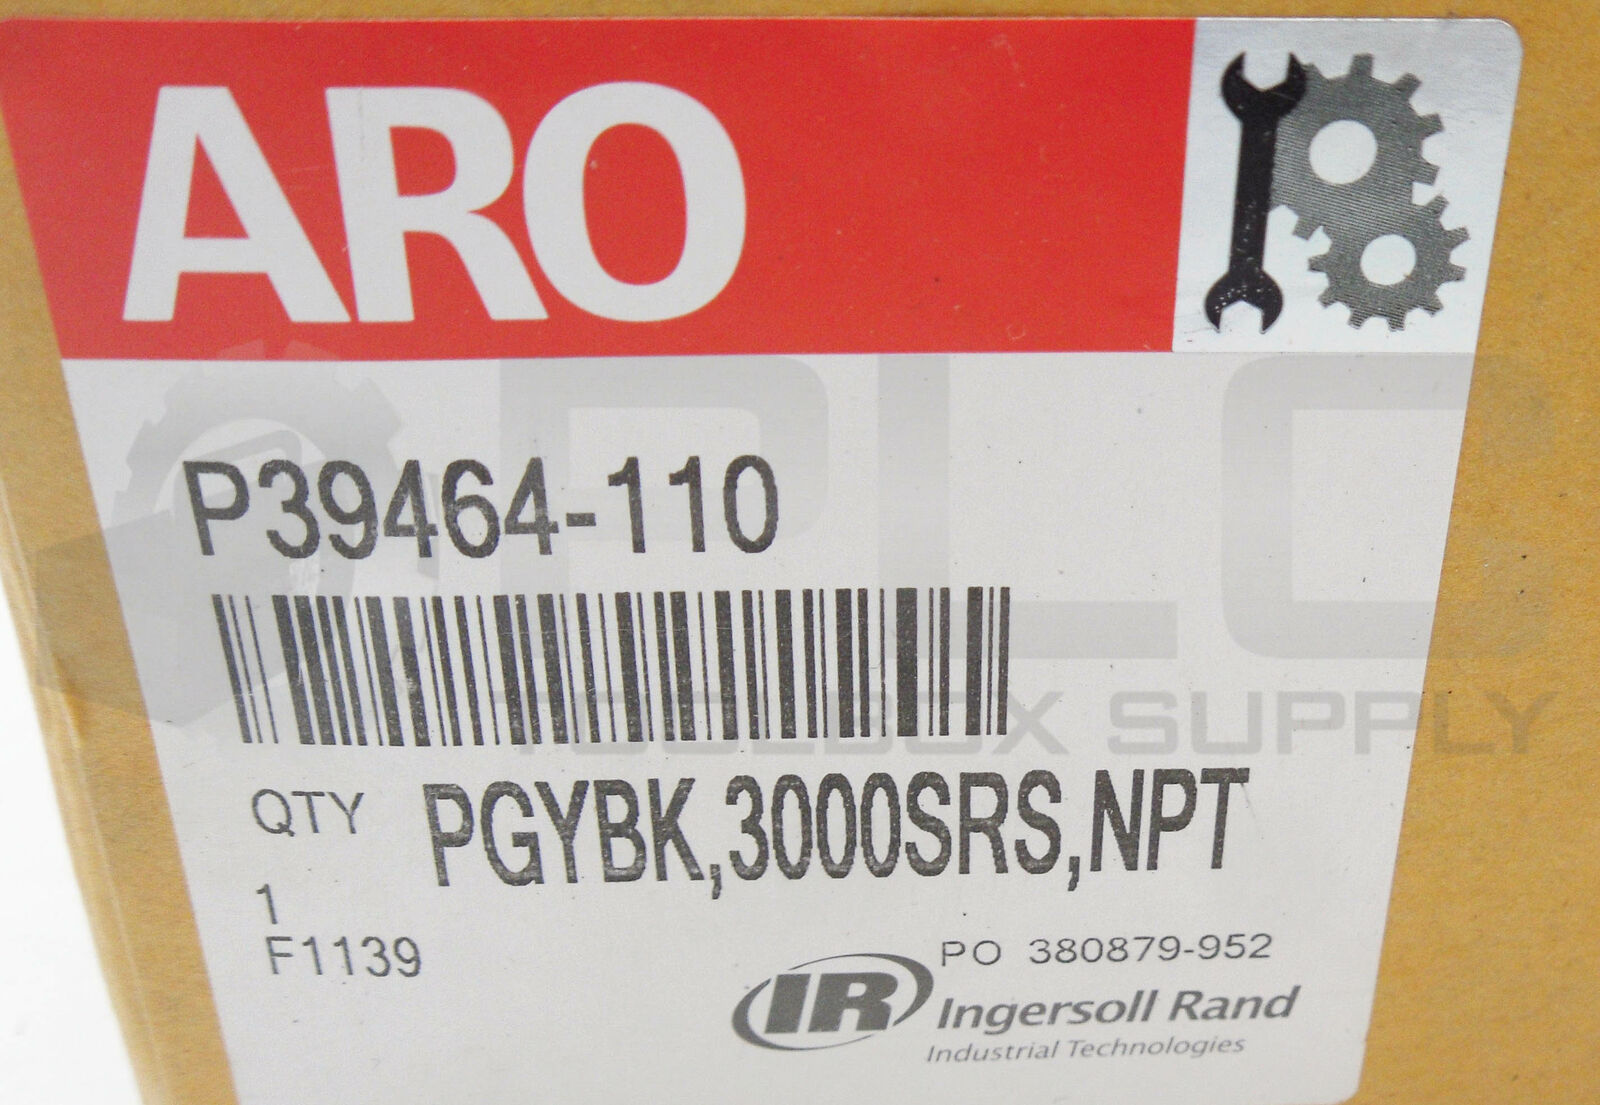 ARO
P39464-110
QTY PGYBK,3000SRS,NPT
1
F1139
PO 380879-952
IR Ingersoll Rand
Industrial Technologies
PLC
TOOLBOX SUPPLY